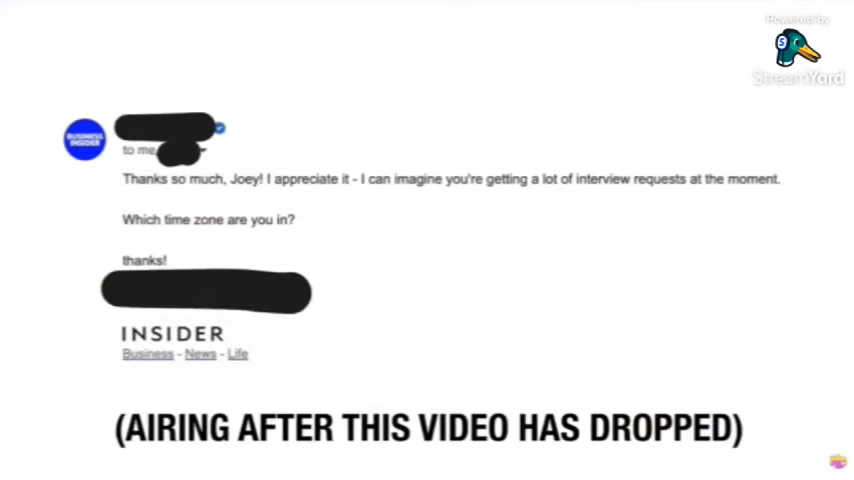 Powered by
StreamYard
BUSINESS
INSIDER
to me,
Thanks so much, Joey! I appreciate it - I can imagine you're getting a lot of interview requests at the moment.
Which time zone are you in?
thanks!
INSIDER
Business - News - Life
(AIRING AFTER THIS VIDEO HAS DROPPED)